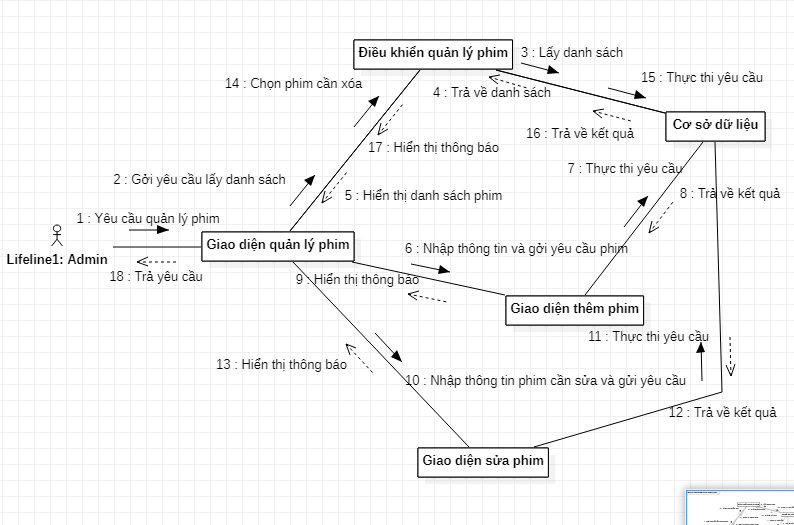 Điều khiển quản lý phim
3 : Lấy danh sách
14 : Chọn phim cần xóa
15 : Thực thi yêu cầu
4 : Trả về danh sách
Cơ sở dữ liệu
16 : Trả về kết quả
17 : Hiển thị thông báo
7 : Thực thi yêu cầu
2 : Gởi yêu cầu lấy danh sách
5 : Hiển thị danh sách phim
8 : Trả về kết quả
1 : Yêu cầu quản lý phim
Giao diện quản lý phim
6 : Nhập thông tin và gởi yêu cầu phim
Lifeline1: Admin
18 : Trả yêu cầu
9 : Hiển thị thông báo
Giao diện thêm phim
11 : Thực thi yêu cầu
13 : Hiển thị thông báo
10 : Nhập thông tin phim cần sửa và gửi yêu cầu
12 : Trả về kết quả
Giao diện sửa phim